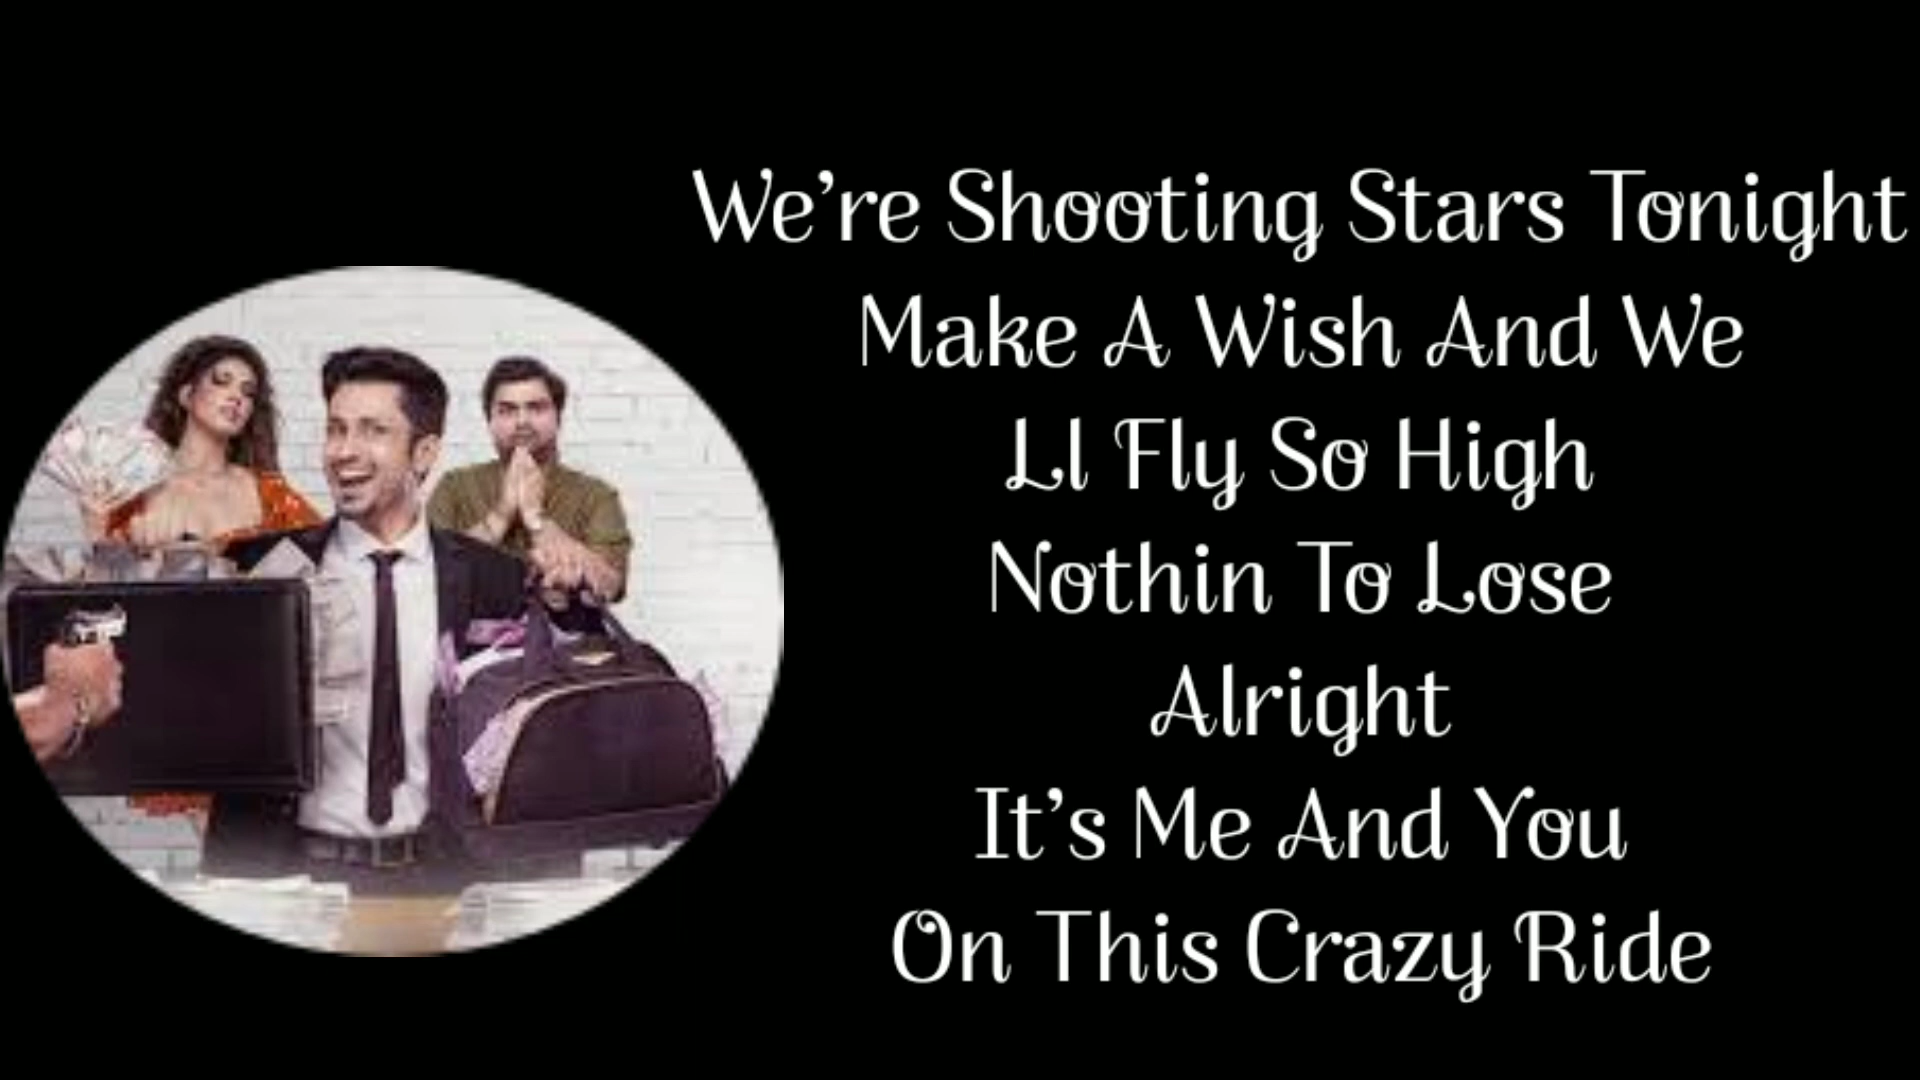 We’re Shooting Stars Tonight
Make A Wish And We
Ll Fly So High
Nothin To Lose
Alright
It’s Me And You
On This Crazy Ride